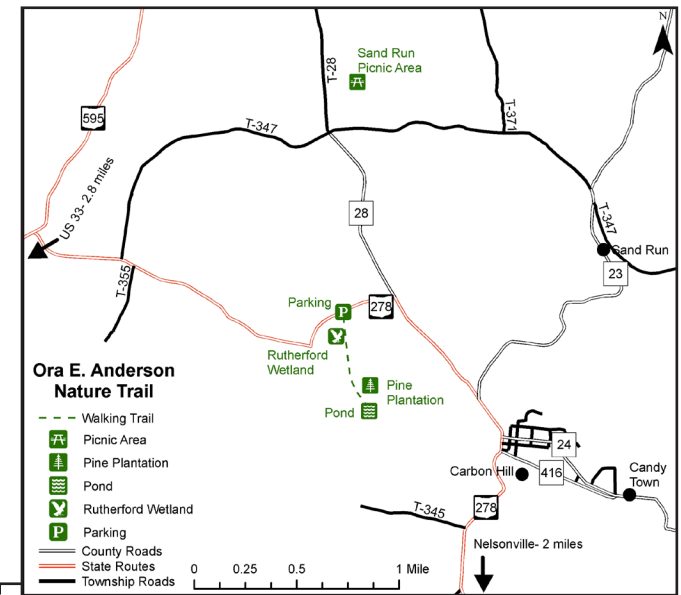 N
Sand Run
Picnic Area
T-28
T-371
595
T-347
US 33- 2.8 miles
28
T-347
Sand Run
23
T-355
278
Parking
P
Rutherford
Wetland
Ora E. Anderson
Nature Trail
Pine
Plantation
Pond
Walking Trail
Picnic Area
Pine Plantation
Pond
Rutherford Wetland
P
Parking
County Roads
State Routes
Township Roads
24
Carbon Hill
416
Candy
Town
T-345
278
Nelsonville- 2 miles
0
0.25
0.5
1 Mile